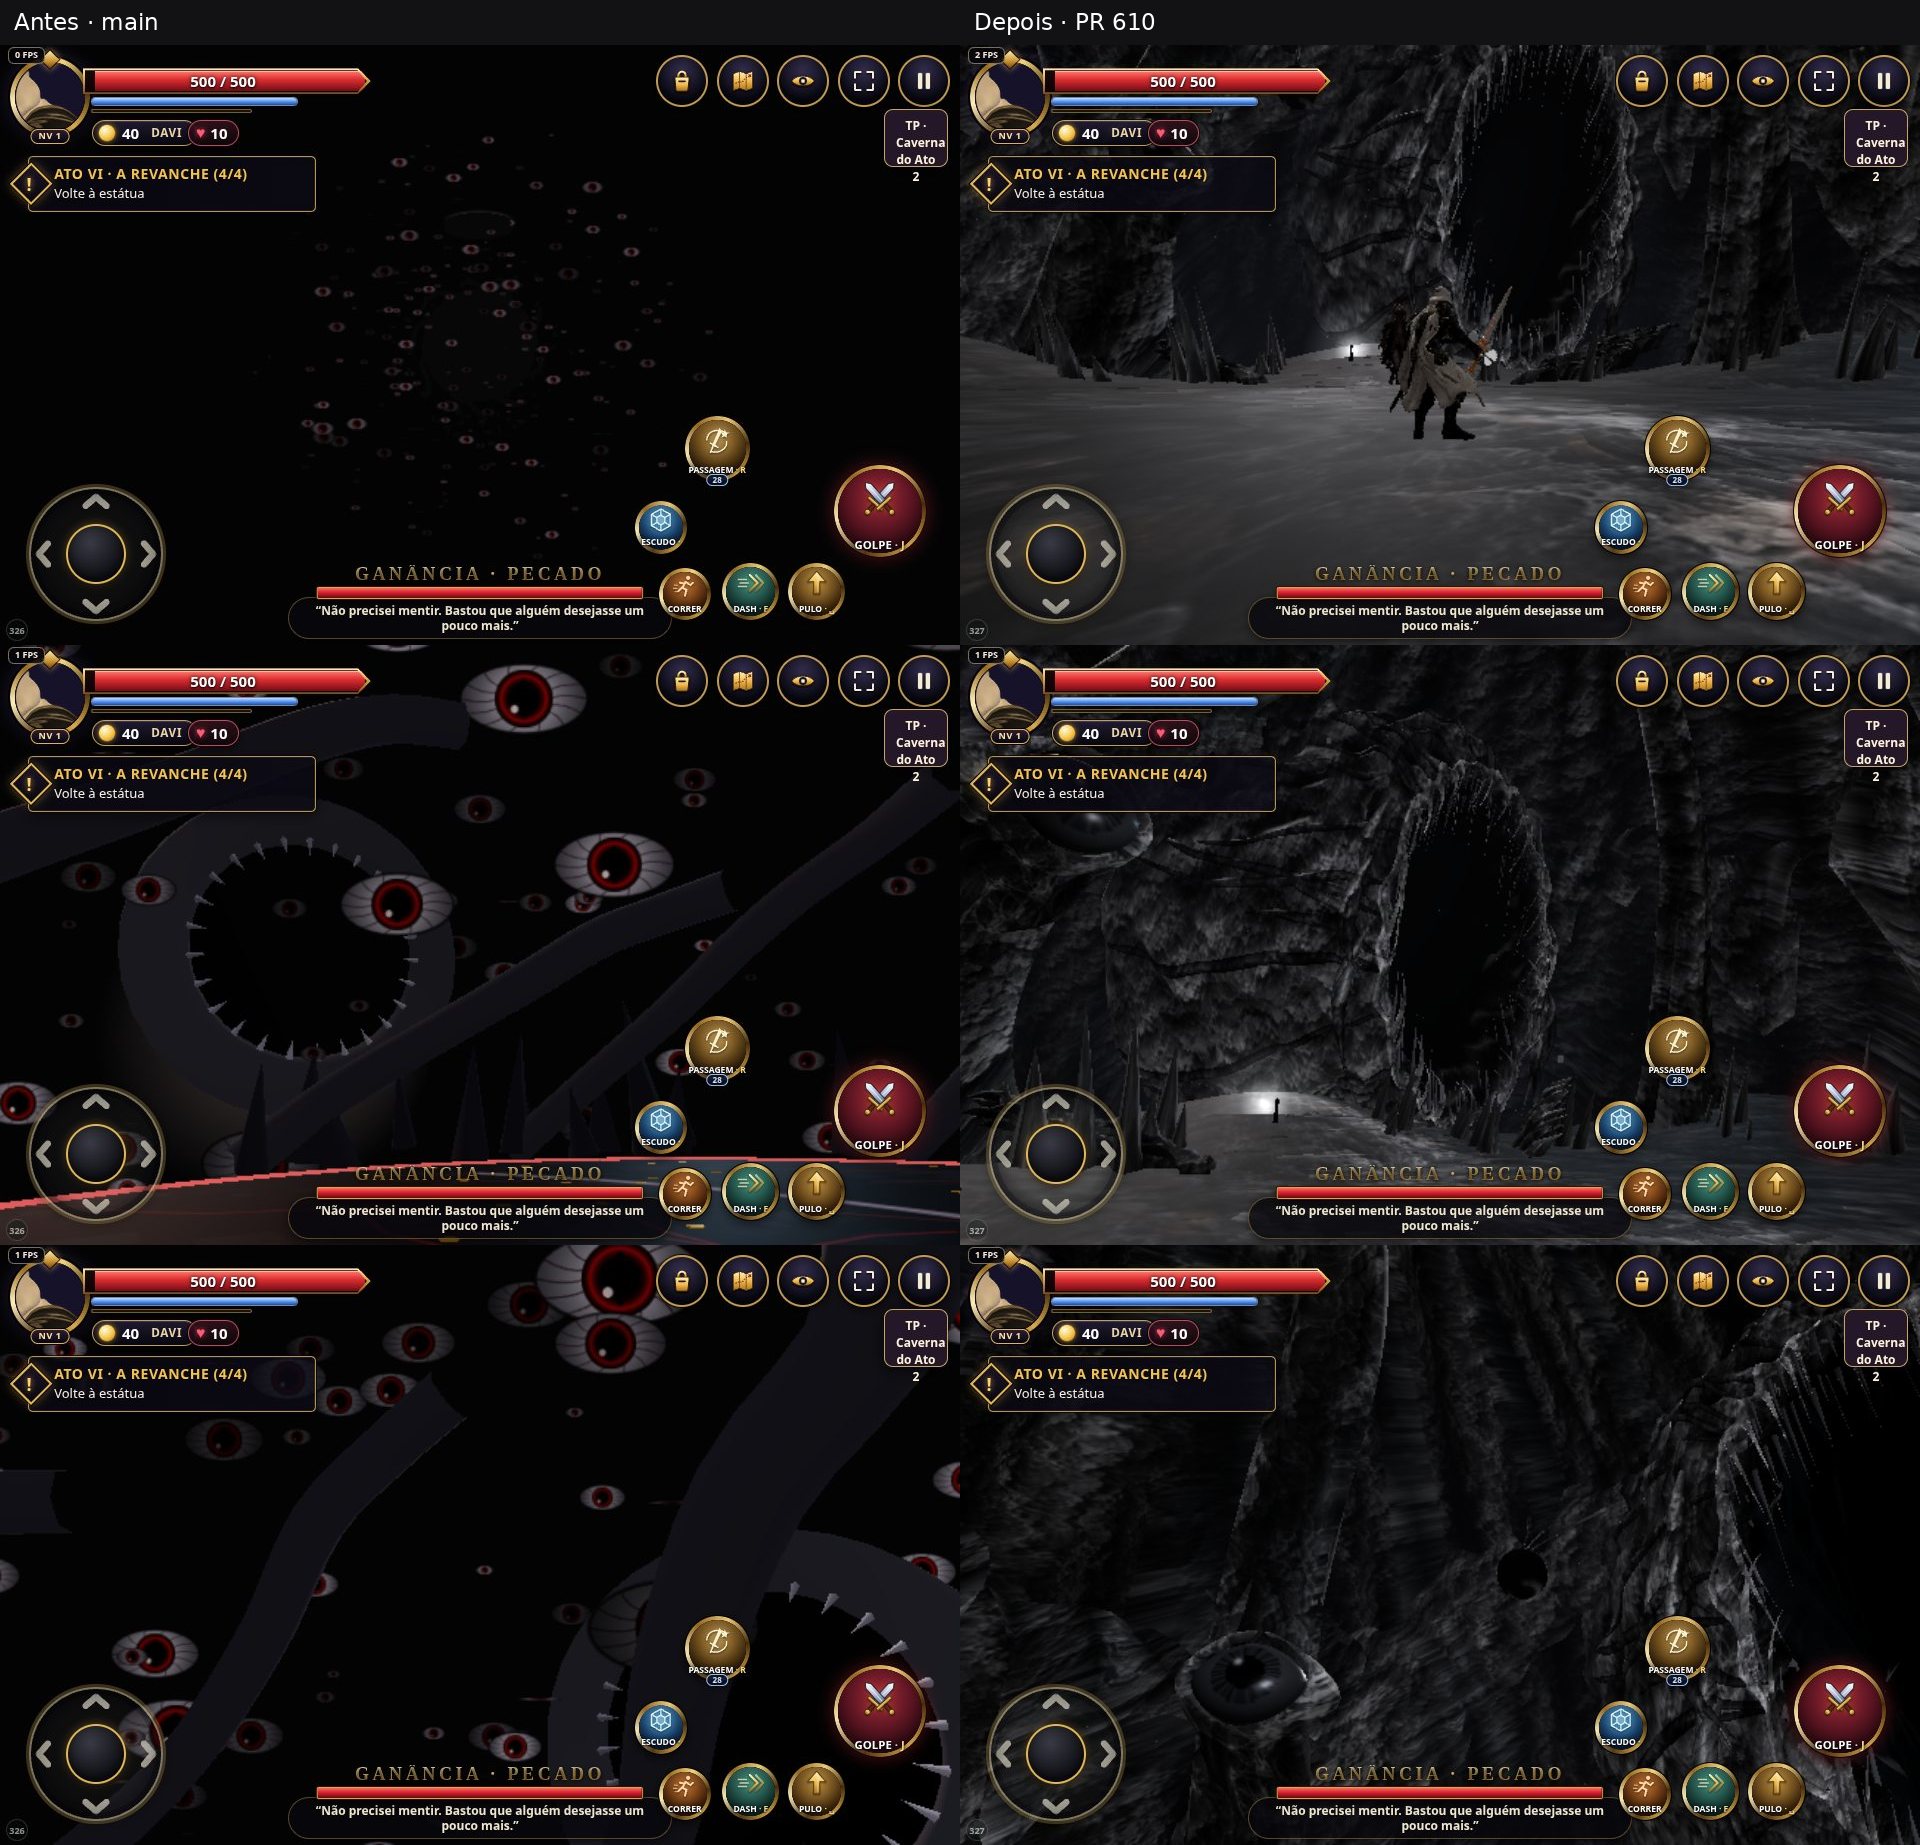 Antes · main
Depois · PR 610
0 FPS
500 / 500
NV 1
40 DAVI
10
TP · Caverna do Ato 2
ATO VI · A REVANCHE (4/4)
Volte à estátua
PASSAGEM · R
28
ESCUDO
GOLPE · J
GANÂNCIA · PECADO
CORRER
DASH · F
PULO ·
“Não precisei mentir. Bastou que alguém desejasse um
pouco mais.”
326
2 FPS
500 / 500
NV 1
40 DAVI
10
TP ·
Caverna
do Ato
2
ATO VI · A REVANCHE (4/4)
Volte à estátua
PASSAGEM · R
28
ESCUDO
GOLPE · J
GANÂNCIA · PECADO
CORRER
DASH · F
PULO ·
“Não precisei mentir. Bastou que alguém desejasse um
pouco mais.”
327
1 FPS
500 / 500
NV 1
40 DAVI
10
TP ·
Caverna
do Ato
2
ATO VI · A REVANCHE (4/4)
Volte à estátua
PASSAGEM · R
28
ESCUDO
GOLPE · J
GANÂNCIA · PECADO
CORRER
DASH · F
PULO ·
“Não precisei mentir. Bastou que alguém desejasse um
pouco mais.”
326
1 FPS
500 / 500
NV 1
40 DAVI
10
TP ·
Caverna
do Ato
2
ATO VI · A REVANCHE (4/4)
Volte à estátua
PASSAGEM · R
28
ESCUDO
GOLPE · J
GANÂNCIA · PECADO
CORRER
DASH · F
PULO ·
“Não precisei mentir. Bastou que alguém desejasse um
pouco mais.”
327
1 FPS
500 / 500
NV 1
40 DAVI
10
TP ·
Caverna
do Ato
2
ATO VI · A REVANCHE (4/4)
Volte à estátua
PASSAGEM · R
28
ESCUDO
GOLPE · J
GANÂNCIA · PECADO
CORRER
DASH · F
PULO ·
“Não precisei mentir. Bastou que alguém desejasse um
pouco mais.”
326
1 FPS
500 / 500
NV 1
40 DAVI
10
TP ·
Caverna
do Ato
2
ATO VI · A REVANCHE (4/4)
Volte à estátua
PASSAGEM · R
28
ESCUDO
GOLPE · J
GANÂNCIA · PECADO
CORRER
DASH · F
PULO ·
“Não precisei mentir. Bastou que alguém desejasse um
pouco mais.”
327